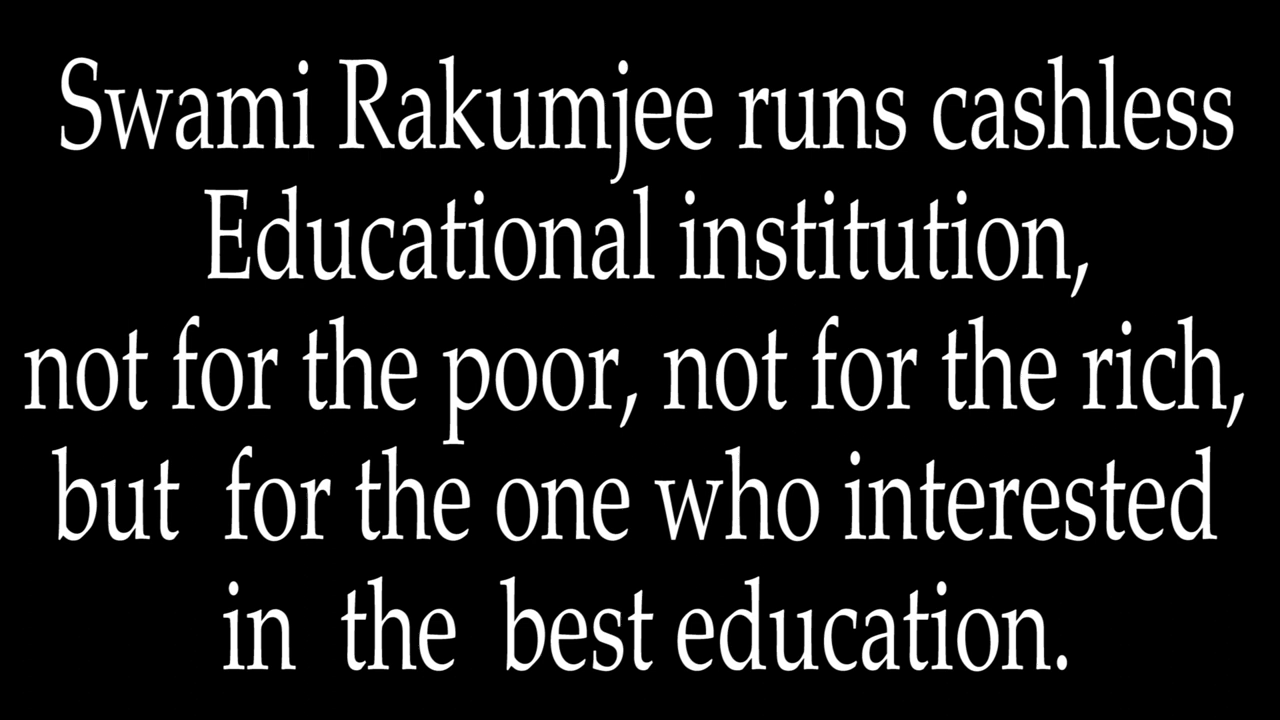 Swami Rakumjee runs cashless
Educational institution,
not for the poor, not for the rich,
but for the one who interested
in the best education.